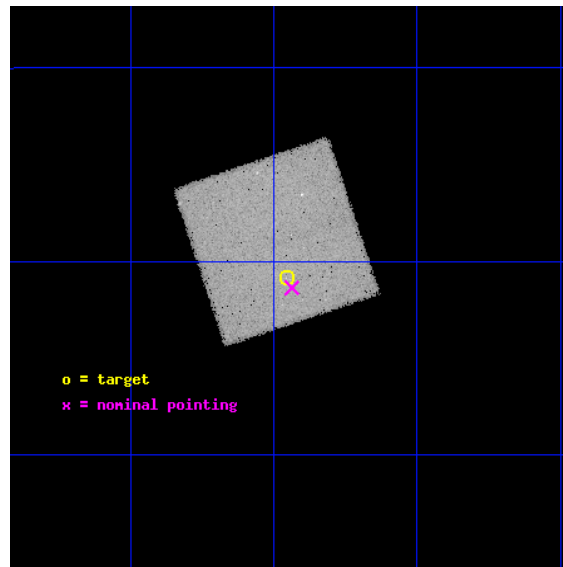 o = target
x = nominal pointing